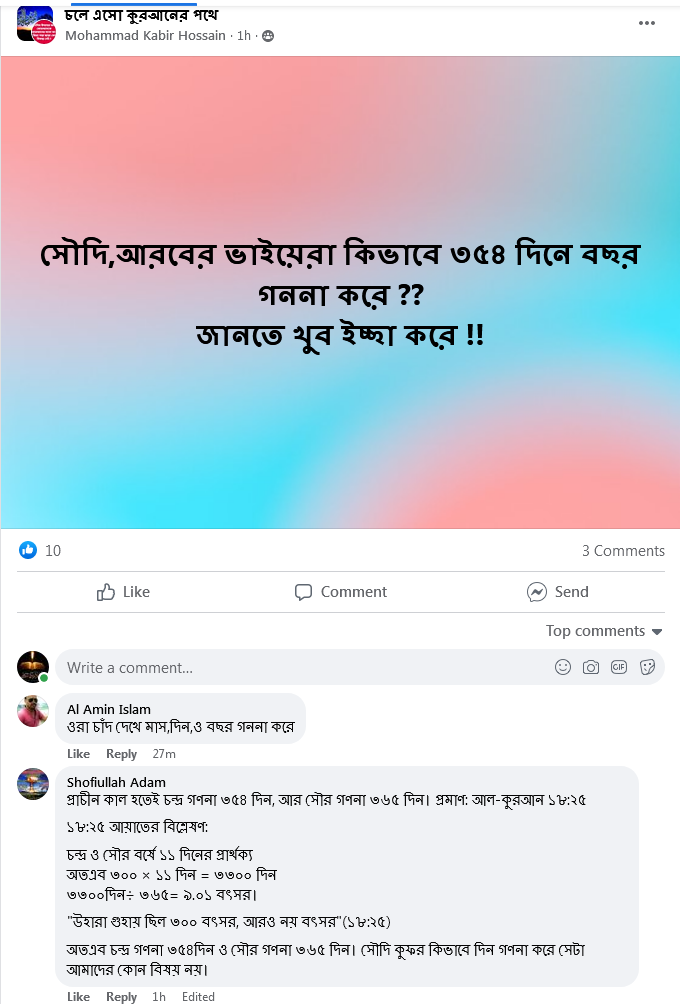 চলে এসো কুরআনের পথে
Mohammad Kabir Hossain · 1h ·
সৌদি,আরবের ভাইয়েরা কিভাবে ৩৫৪ দিনে বছর
গননা করে ??
জানতে খুব ইচ্ছা করে !!
10
3 Comments
Like Comment Send
Top comments
Write a comment...
GIF
Al Amin Islam
ওরা চাঁদ দেখে মাস,দিন,ও বছর গননা করে
Like Reply 27m
Shofiullah Adam
প্রাচীন কাল হতেই চন্দ্র গণনা ৩৫৪ দিন, আর সৌর গণনা ৩৬৫ দিন। প্রমাণ: আল-কুরআন ১৮:২৫
১৮:২৫ আয়াতের বিশ্লেষণ:
চন্দ্র ও সৌর বর্ষে ১১ দিনের প্রার্থক্য
অতএব ৩০০ × ১১ দিন = ৩৩০০ দিন
৩৩০০দিন÷ ৩৬৫= ৯.০১ বৎসর।
"উহারা গুহায় ছিল ৩০০ বৎসর, আরও নয় বৎসর"(১৮:২৫)
অতএব চন্দ্র গণনা ৩৫৪দিন ও সৌর গণনা ৩৬৫ দিন। সৌদি কুফর কিভাবে দিন গণনা করে সেটা
আমাদের কোন বিষয় নয়।
Like Reply 1h Edited